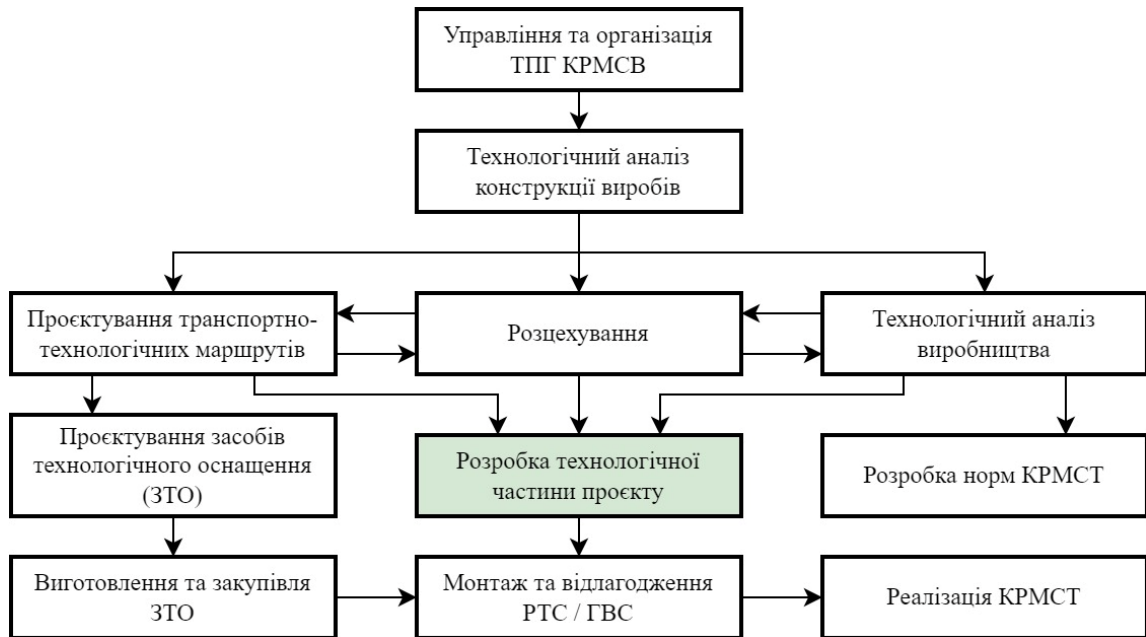 Управління та організація
ТПГ КРМСВ
Технологічний аналіз
конструкції виробів
Проєктування транспортно-
технологічних маршрутів
Розцехування
Технологічний аналіз
виробництва
Проєктування засобів
технологічного оснащення
(ЗТО)
Розробка технологічної
частини проєкту
Розробка норм КРМСТ
Виготовлення та закупівля
ЗТО
Монтаж та відлагодження
РТС / ГВС
Реалізація КРМСТ